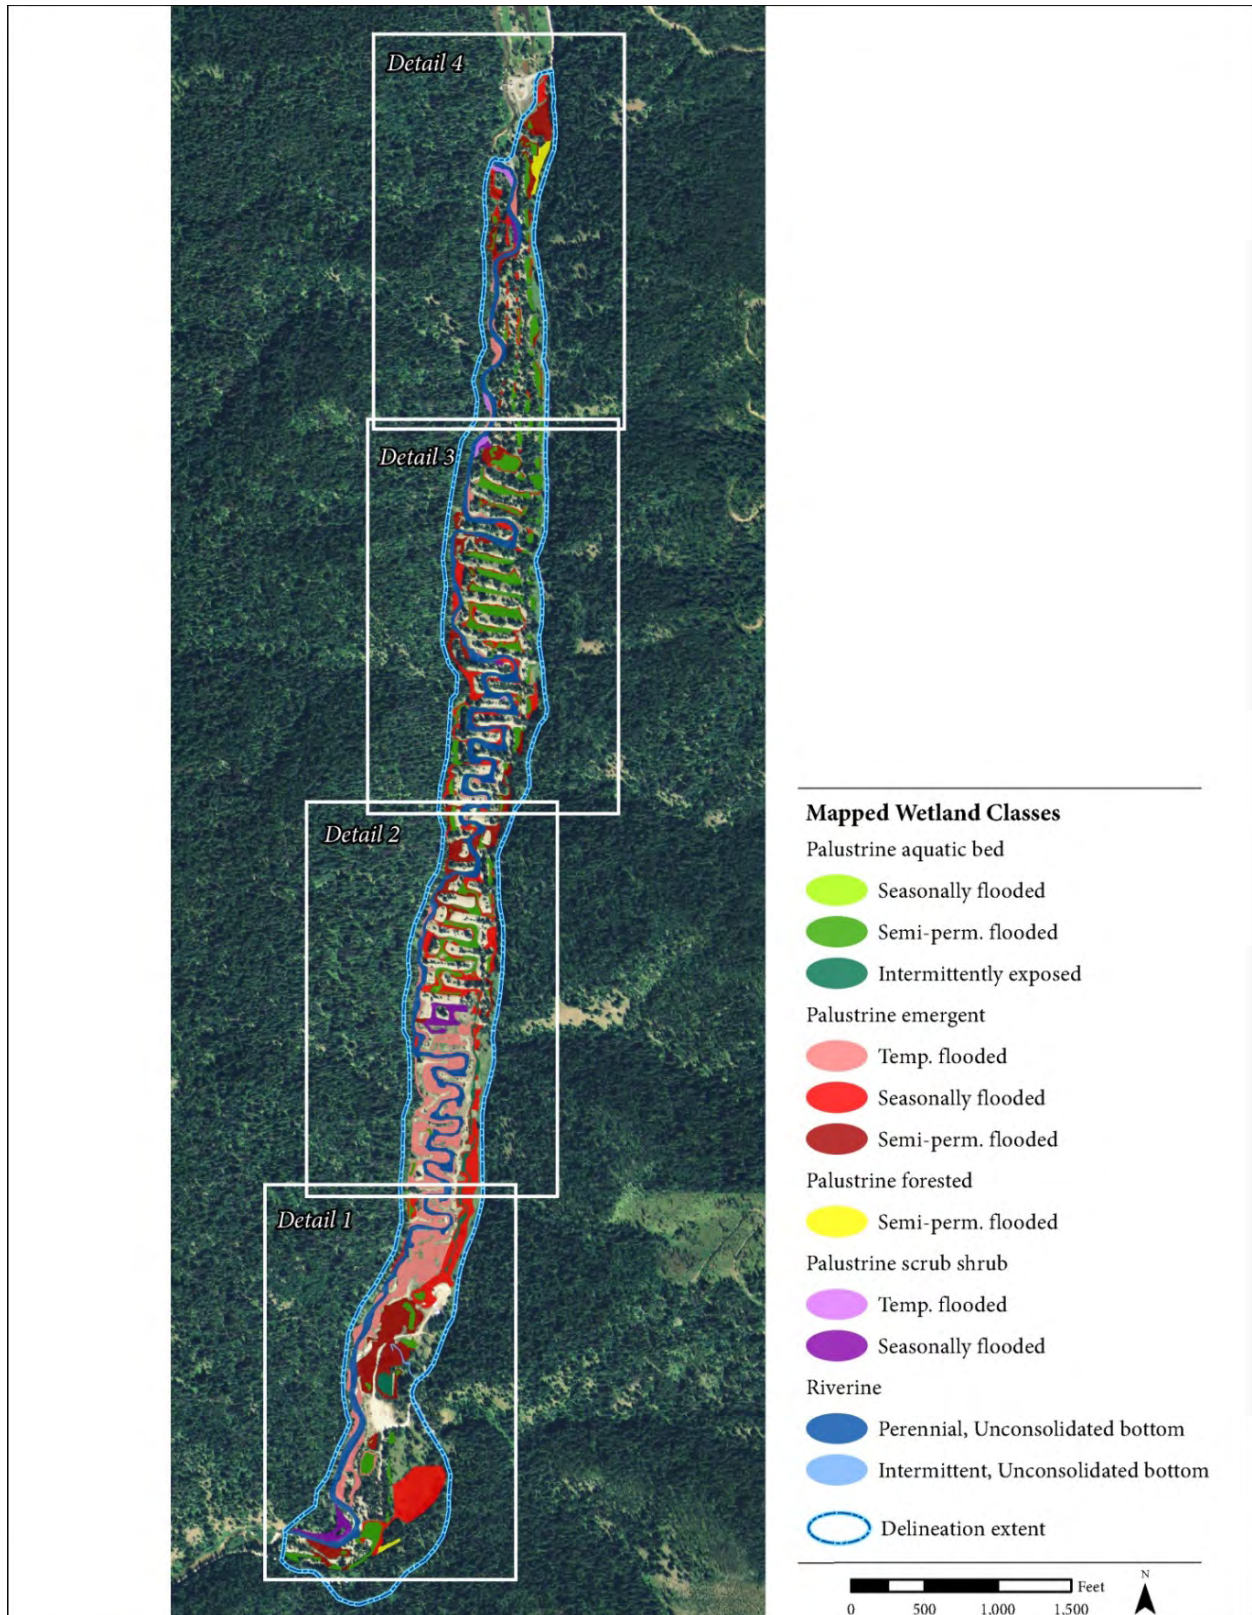 Detail 4
Detail 3
Detail 2
Detail 1
Mapped Wetland Classes
Palustrine aquatic bed
Seasonally flooded
Semi-perm. flooded
Intermittently exposed
Palustrine emergent
Temp. flooded
Seasonally flooded
Semi-perm. flooded
Palustrine forested
Semi-perm. flooded
Palustrine scrub shrub
Temp. flooded
Seasonally flooded
Riverine
Perennial, Unconsolidated bottom
Intermittent, Unconsolidated bottom
Delineation extent
N
Feet
0 500 1,000 1,500